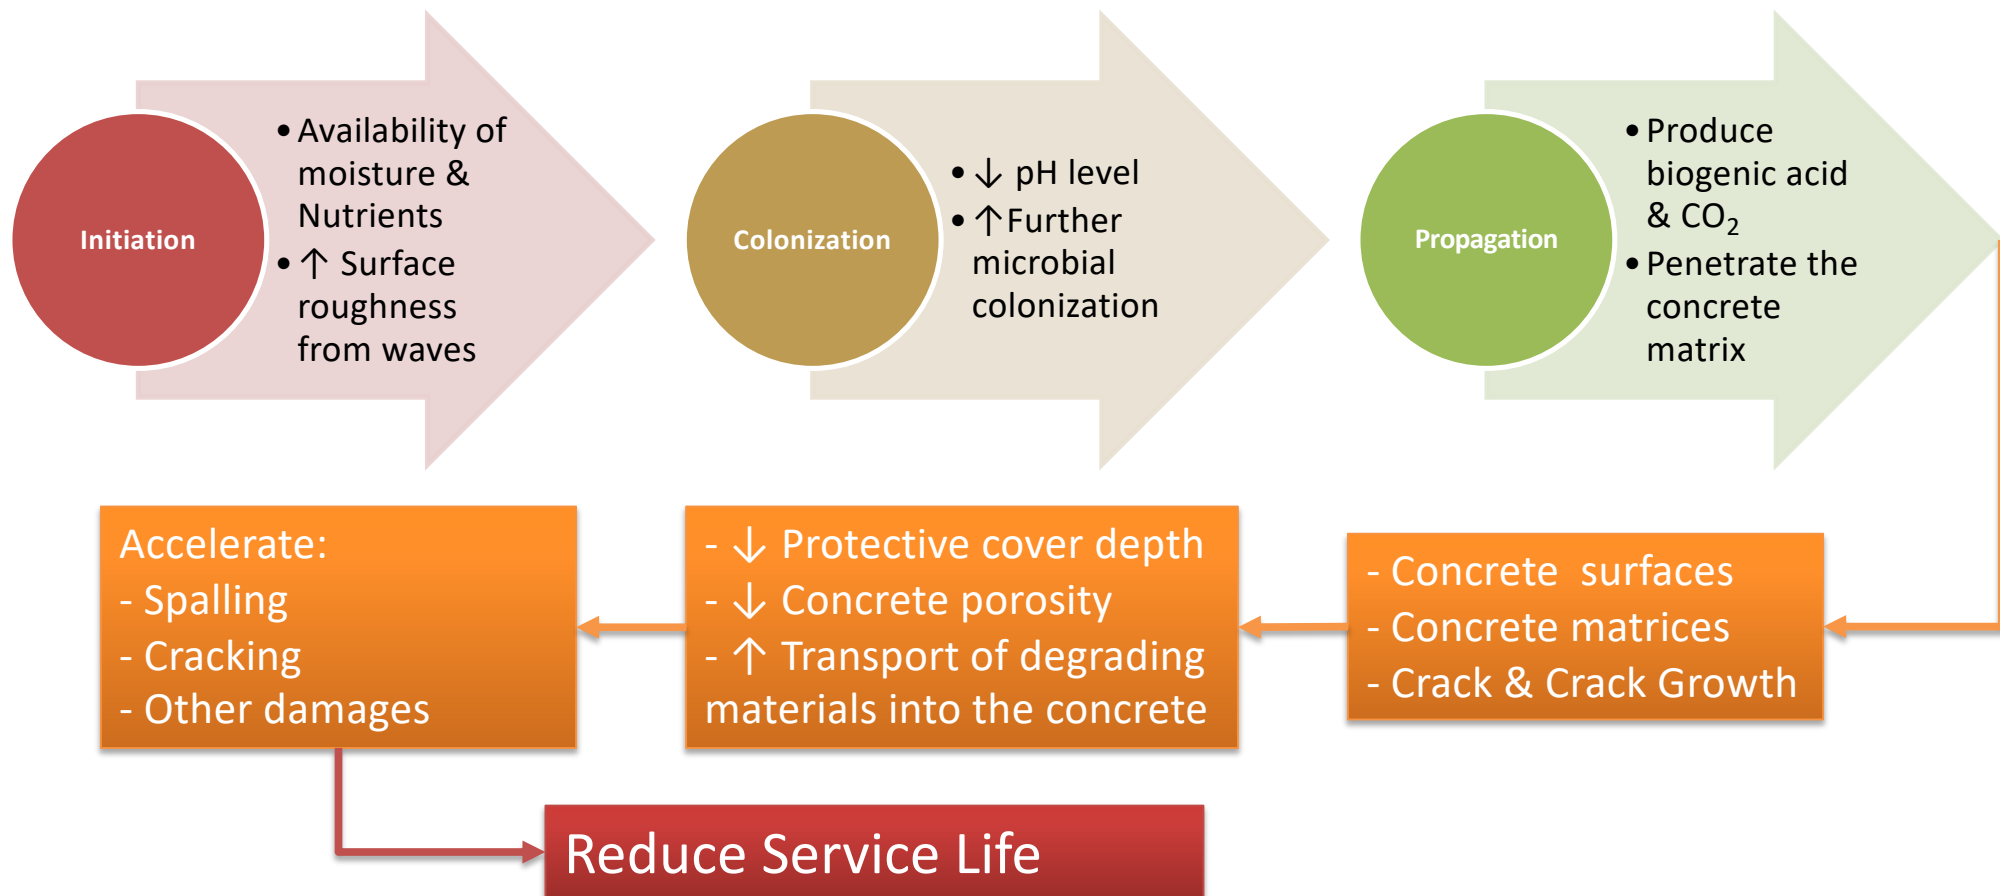 Initiation
• Availability of
moisture &
Nutrients
• ↑ Surface
roughness
from waves
Colonization
• ↓ pH level
• ↑Further
microbial
colonization
Propagation
• Produce
biogenic acid
& CO₂
• Penetrate the
concrete
matrix
- Concrete surfaces
- Concrete matrices
- Crack & Crack Growth
- ↓ Protective cover depth
- ↓ Concrete porosity
- ↑ Transport of degrading
materials into the concrete
Accelerate:
- Spalling
- Cracking
- Other damages
Reduce Service Life